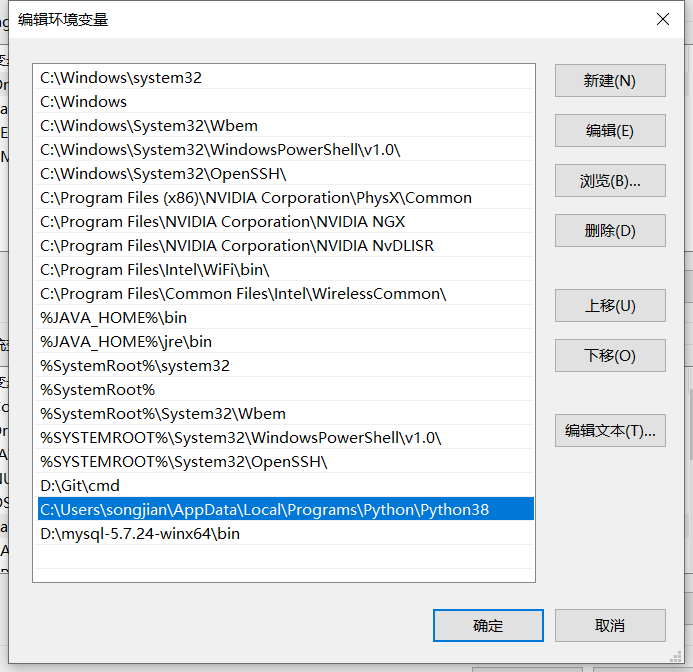 编辑环境变量
C:\Windows\system32
C:\Windows
C:\Windows\System32\Wbem
C:\Windows\System32\WindowsPowerShell\v1.0\
C:\Windows\System32\OpenSSH\
C:\Program Files (x86)\NVIDIA Corporation\PhysX\Common
C:\Program Files\NVIDIA Corporation\NVIDIA NGX
C:\Program Files\NVIDIA Corporation\NVIDIA NvDLISR
C:\Program Files\Intel\WiFi\bin\
C:\Program Files\Common Files\Intel\WirelessCommon\
%JAVA_HOME%\bin
%JAVA_HOME%\jre\bin
%SystemRoot%\system32
%SystemRoot%
%SystemRoot%\System32\Wbem
%SYSTEMROOT%\System32\WindowsPowerShell\v1.0\
%SYSTEMROOT%\System32\OpenSSH\
D:\Git\cmd
C:\Users\songjian\AppData\Local\Programs\Python\Python38
D:\mysql-5.7.24-winx64\bin
新建(N)
编辑(E)
浏览(B)...
删除(D)
上移(U)
下移(O)
编辑文本(T)...
确定
取消